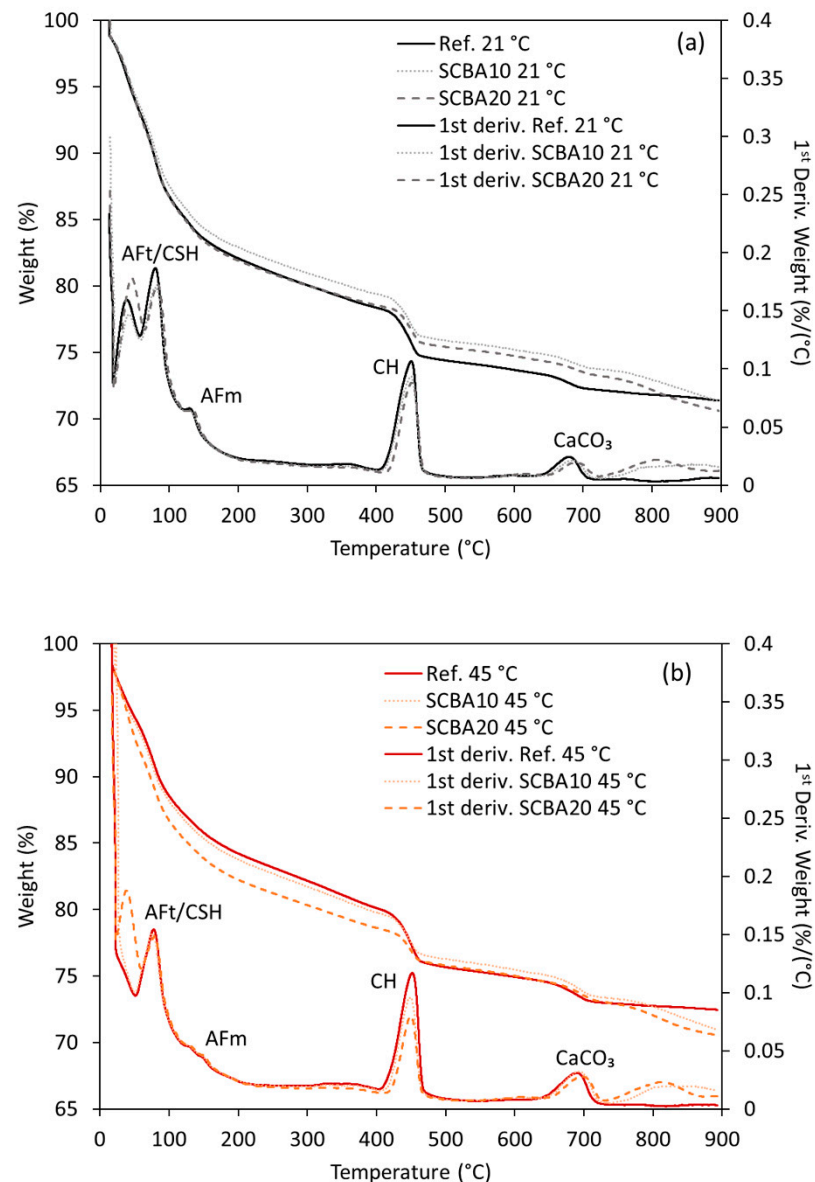 (a)
Ref. 21 °C
SCBA10 21 °C
SCBA20 21 °C
1st deriv. Ref. 21 °C
1st deriv. SCBA10 21 °C
1st deriv. SCBA20 21 °C
100
95
90
85
80
75
70
65
Weight (%)
0.4
0.35
0.3
0.25
0.2
0.15
0.1
0.05
0
1st Deriv. Weight (%/(°C)
AFt/CSH
AFm
CH
CaCO₃
0 100 200 300 400 500 600 700 800 900
Temperature (°C)
(b)
Ref. 45 °C
SCBA10 45 °C
SCBA20 45 °C
1st deriv. Ref. 45 °C
1st deriv. SCBA10 45 °C
1st deriv. SCBA20 45 °C
100
95
90
85
80
75
70
65
Weight (%)
0.4
0.35
0.3
0.25
0.2
0.15
0.1
0.05
0
1st Deriv. Weight (%/(°C)
AFt/CSH
AFm
CH
CaCO₃
0 100 200 300 400 500 600 700 800 900
Temperature (°C)